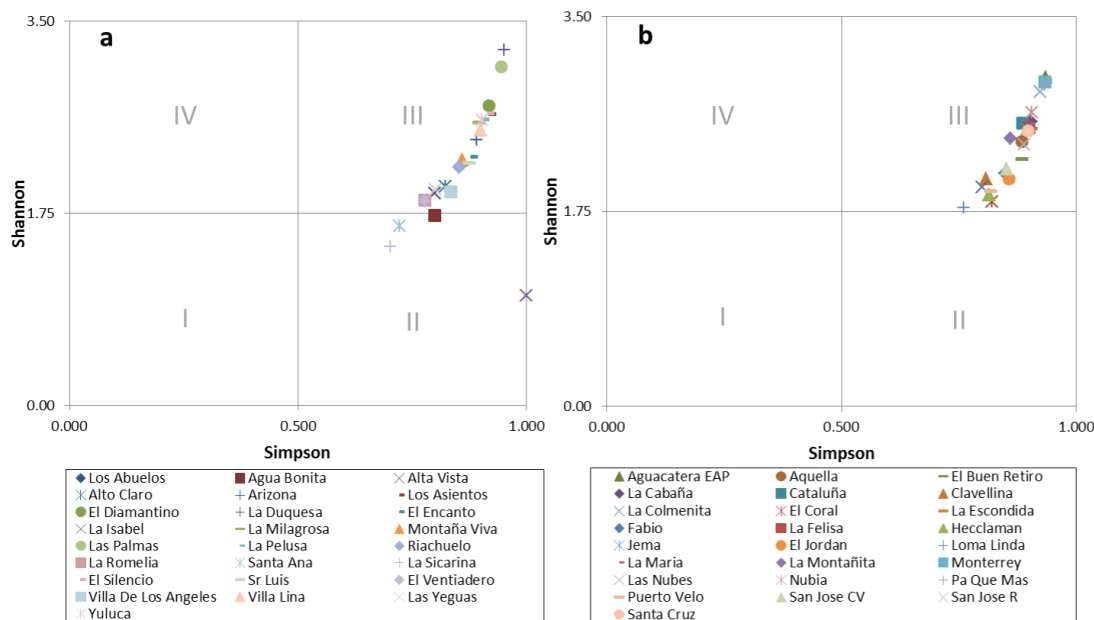 a
3.50
1.75
0.00
Shannon
IV
III
I
II
0.000
0.500
1.000
Simpson
Los Abuelos Agua Bonita Alta Vista
Alto Claro Arizona Los Asientos
El Diamantino La Duquesa El Encanto
La Isabel La Milagrosa Montaña Viva
Las Palmas La Pelusa Riachuelo
La Romelia Santa Ana La Sicarina
El Silencio Sr Luis El Ventiadero
Villa De Los Angeles Villa Lina Las Yeguas
Yuluca
b
3.50
1.75
0.00
Shannon
IV
III
I
II
0.000
0.500
1.000
Simpson
Aguacatera EAP Aquella El Buen Retiro
La Cabaña Cataluña Clavellina
La Colmenita El Coral La Escondida
Fabio La Felisa Hecclaman
Jema El Jordan Loma Linda
La Maria La Montañita Monterrey
Las Nubes Nubia Pa Que Mas
Puerto Velo San Jose CV San Jose R
Santa Cruz